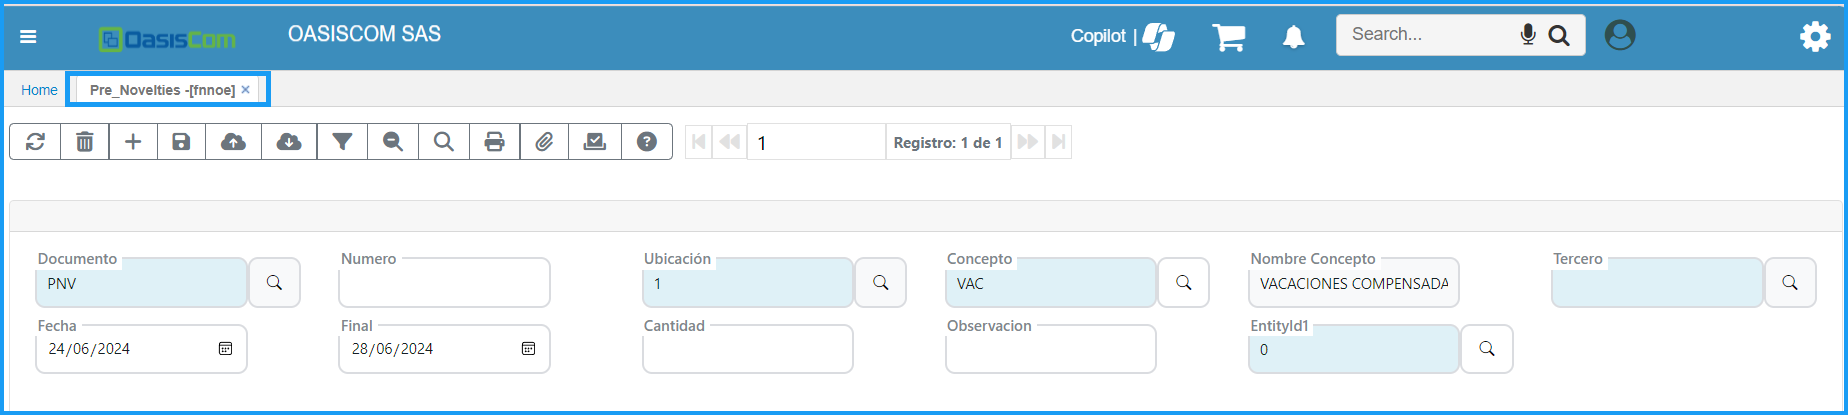 OasisCom
OASISCOM SAS
Copilot |
Search...
Home
Pre_Novelties -[fnnoe] ×
1
Registro: 1 de 1
Documento
PNV
Numero
Ubicación
1
Concepto
VAC
Nombre Concepto
VACACIONES COMPENSADA
Tercero
Fecha
24/06/2024
Final
28/06/2024
Cantidad
Observacion
EntityId1
0